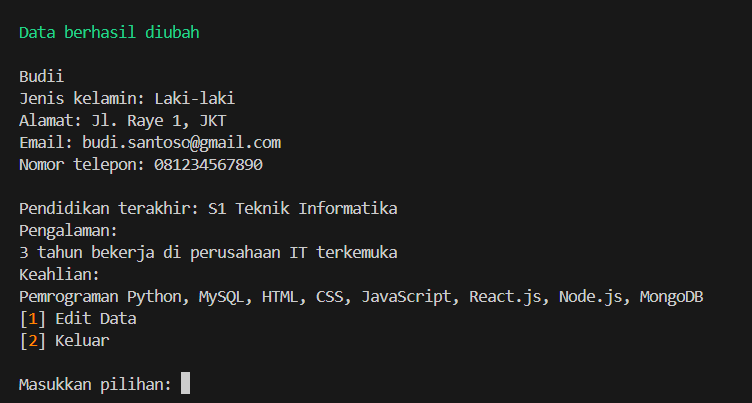 Data berhasil diubah
Budii
Jenis kelamin: Laki-laki
Alamat: Jl. Raye 1, JKT
Email: budi.santoso@gmail.com
Nomor telepon: 081234567890
Pendidikan terakhir: S1 Teknik Informatika
Pengalaman:
3 tahun bekerja di perusahaan IT terkemuka
Keahlian:
Pemrograman Python, MySQL, HTML, CSS, JavaScript, React.js, Node.js, MongoDB
[1] Edit Data
[2] Keluar
Masukkan pilihan: